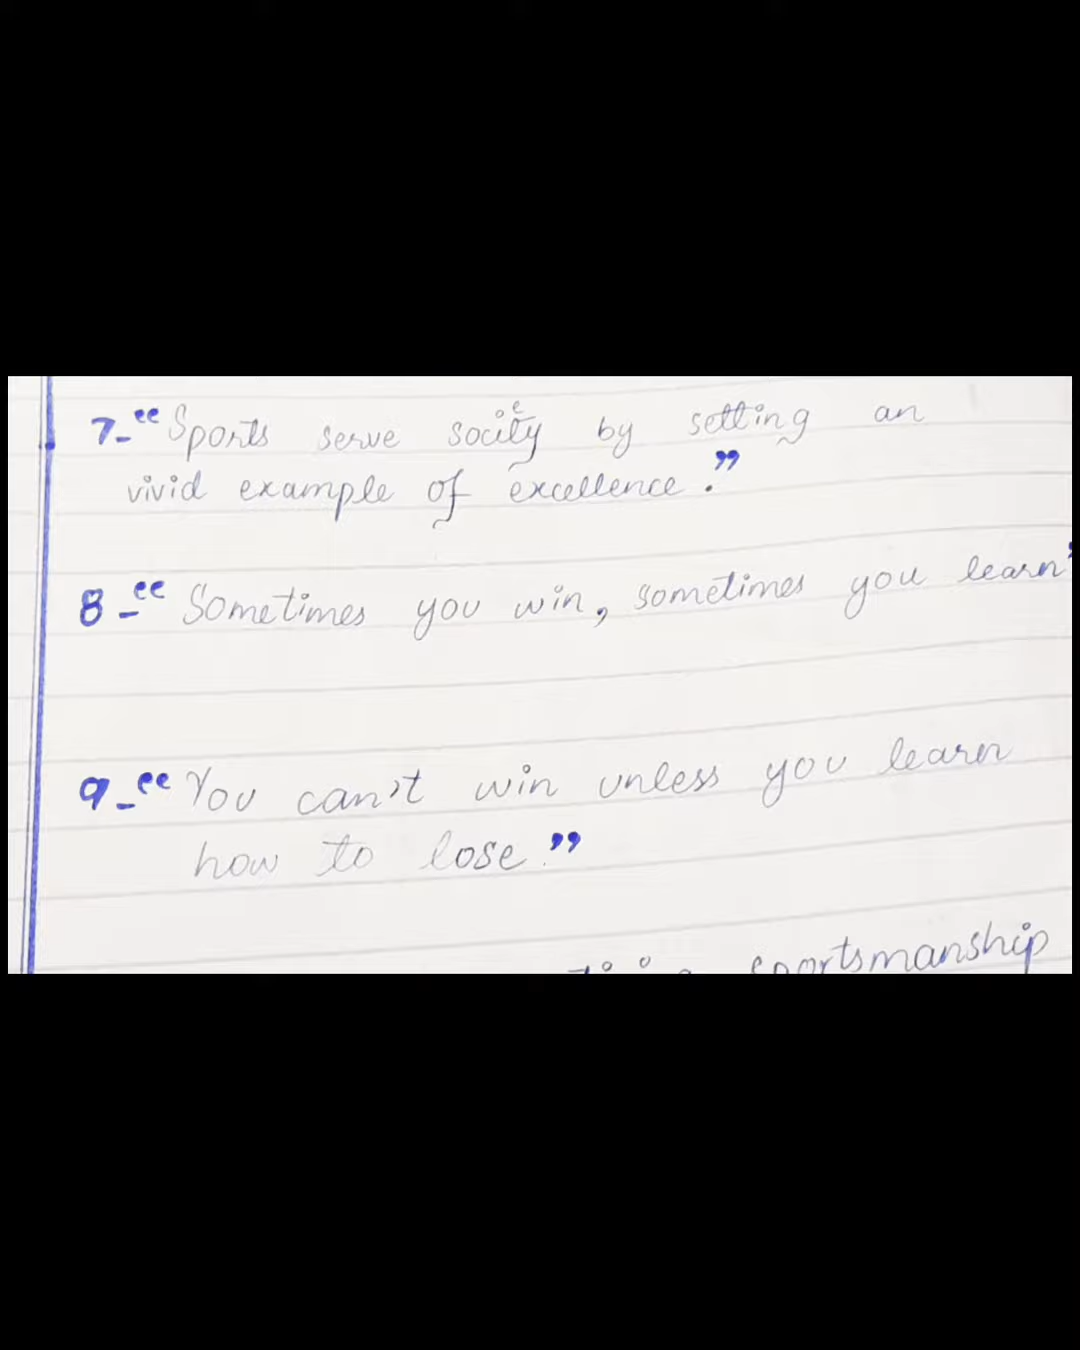 7-“Sports serve society by setting an
vivid example of excellence.”
8-“Sometimes you win, sometimes you learn”
9-“You can't win unless you learn
how to lose.”
sportsmanship